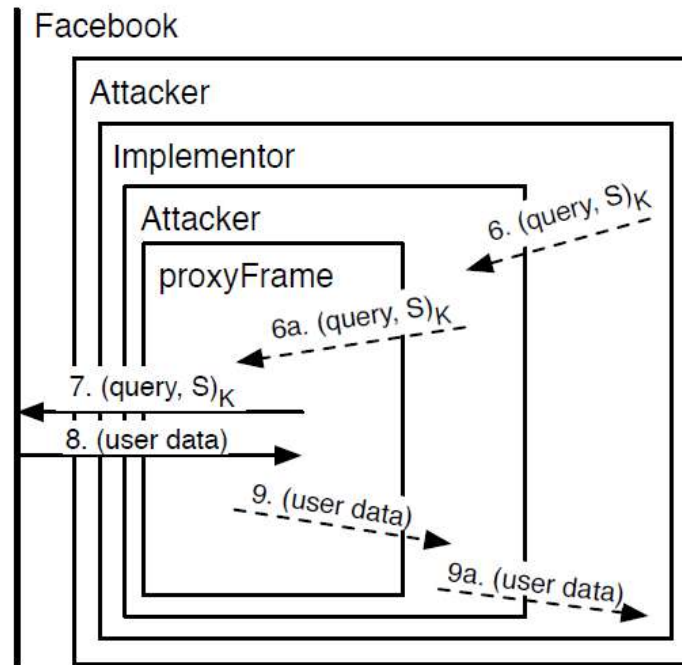 Facebook
Attacker
Implementor
Attacker
6. (query, S)K
proxyFrame
6a. (query, S)K
7. (query, S)K
8. (user data)
9. (user data)
9a. (user data)